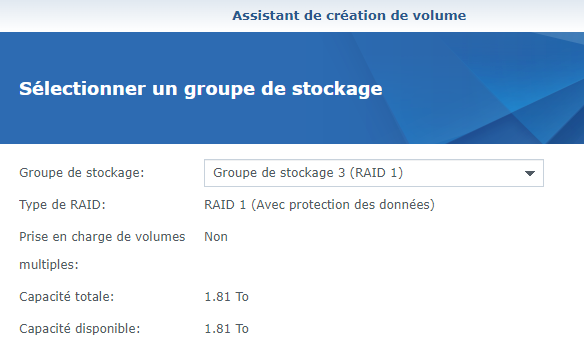 Assistant de création de volume
Sélectionner un groupe de stockage
Groupe de stockage: Groupe de stockage 3 (RAID 1)
Type de RAID: RAID 1 (Avec protection des données)
Prise en charge de volumes Non
multiples:
Capacité totale: 1.81 To
Capacité disponible: 1.81 To